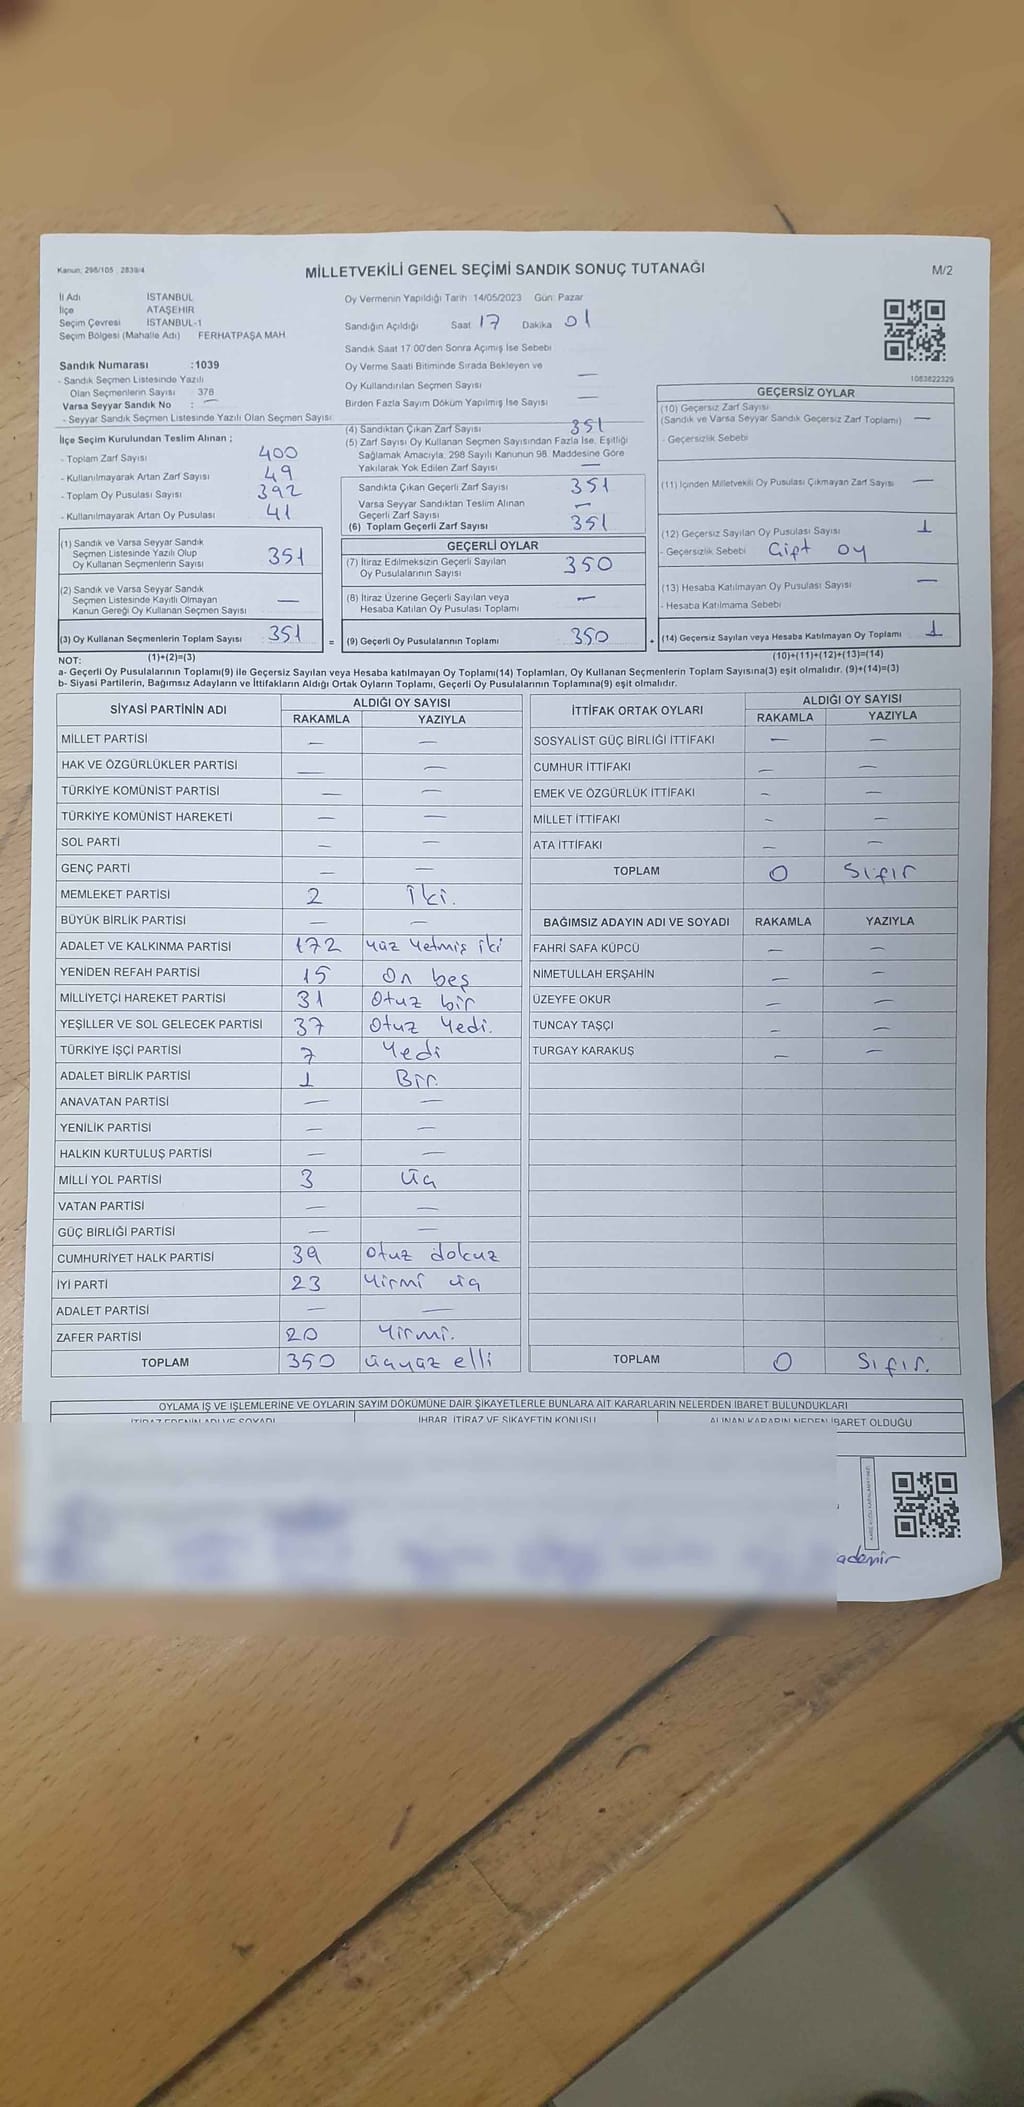 Kanun: 298/105 , 2839/4
MİLLETVEKİLİ GENEL SEÇİMİ SANDIK SONUÇ TUTANAĞI
M/2
İl Adı İSTANBUL
İlçe ATAŞEHİR
Seçim Çevresi İSTANBUL-1
Seçim Bölgesi (Mahalle Adı) FERHATPAŞA MAH.
Oy Vermenin Yapıldığı Tarih 14/05/2023 Gün: Pazar
Sandığın Açıldığı Saat 17 Dakika 01
Sandık Saat 17:00'den Sonra Açımış İse Sebebi
Oy Verme Saati Bitiminde Sırada Bekleyen ve
Oy Kullandırılan Seçmen Sayısı —
Birden Fazla Sayım Döküm Yapılmış İse Sayısı —
1083822329
Sandık Numarası :1039
- Sandık Seçmen Listesinde Yazılı
Olan Seçmenlerin Sayısı 378
Varsa Seyyar Sandık No : —
- Seyyar Sandık Seçmen Listesinde Yazılı Olan Seçmen Sayısı:
İlçe Seçim Kurulundan Teslim Alınan ;
- Toplam Zarf Sayısı 400
- Kullanılmayarak Artan Zarf Sayısı 49
- Toplam Oy Pusulası Sayısı 392
- Kullanılmayarak Artan Oy Pusulası 41
(1) Sandık ve Varsa Seyyar Sandık
Seçmen Listesinde Yazılı Olup
Oy Kullanan Seçmenlerin Sayısı 351
(2) Sandık ve Varsa Seyyar Sandık
Seçmen Listesinde Kayıtlı Olmayan
Kanun Gereği Oy Kullanan Seçmen Sayısı —
(3) Oy Kullanan Seçmenlerin Toplam Sayısı 351 =
(1)+(2)=(3)
(4) Sandıktan Çıkan Zarf Sayısı 351
(5) Zarf Sayısı Oy Kullanan Seçmen Sayısından Fazla İse, Eşitliği
Sağlamak Amacıyla, 298 Sayılı Kanunun 98. Maddesine Göre
Yakılarak Yok Edilen Zarf Sayısı —
Sandıkta Çıkan Geçerli Zarf Sayısı 351
Varsa Seyyar Sandıktan Teslim Alınan
Geçerli Zarf Sayısı —
(6) Toplam Geçerli Zarf Sayısı 351
GEÇERLİ OYLAR
(7) İtiraz Edilmeksizin Geçerli Sayılan
Oy Pusulalarının Sayısı 350
(8) İtiraz Üzerine Geçerli Sayılan veya
Hesaba Katılan Oy Pusulası Toplamı —
(9) Geçerli Oy Pusulalarının Toplamı 350 +
GEÇERSİZ OYLAR
(10) Geçersiz Zarf Sayısı
(Sandık ve Varsa Seyyar Sandık Geçersiz Zarf Toplamı) —
- Geçersizlik Sebebi
(11) İçinden Milletvekili Oy Pusulası Çıkmayan Zarf Sayısı —
(12) Geçersiz Sayılan Oy Pusulası Sayısı 1
- Geçersizlik Sebebi Çift oy
(13) Hesaba Katılmayan Oy Pusulası Sayısı —
- Hesaba Katılmama Sebebi
(14) Geçersiz Sayılan veya Hesaba Katılmayan Oy Toplamı 1
(10)+(11)+(12)+(13)=(14)
NOT:
a- Geçerli Oy Pusulalarının Toplamı(9) ile Geçersiz Sayılan veya Hesaba katılmayan Oy Toplamı(14) Toplamları, Oy Kullanan Seçmenlerin Toplam Sayısına(3) eşit olmalıdır. (9)+(14)=(3)
b- Siyasi Partilerin, Bağımsız Adayların ve İttifakların Aldığı Ortak Oyların Toplamı, Geçerli Oy Pusulalarının Toplamına(9) eşit olmalıdır.
SİYASİ PARTİNİN ADI ALDIĞI OY SAYISI
RAKAMLA YAZIYLA
MİLLET PARTİSİ — —
HAK VE ÖZGÜRLÜKLER PARTİSİ — —
TÜRKİYE KOMÜNİST PARTİSİ — —
TÜRKİYE KOMÜNİST HAREKETİ — —
SOL PARTİ — —
GENÇ PARTİ — —
MEMLEKET PARTİSİ 2 İki.
BÜYÜK BİRLİK PARTİSİ — —
ADALET VE KALKINMA PARTİSİ 172 Yüz Yetmiş iki
YENİDEN REFAH PARTİSİ 15 On beş
MİLLİYETÇİ HAREKET PARTİSİ 31 Otuz bir
YEŞİLLER VE SOL GELECEK PARTİSİ 37 Otuz Yedi.
TÜRKİYE İŞÇİ PARTİSİ 7 Yedi
ADALET BİRLİK PARTİSİ 1 Bir.
ANAVATAN PARTİSİ — —
YENİLİK PARTİSİ — —
HALKIN KURTULUŞ PARTİSİ — —
MİLLİ YOL PARTİSİ 3 üç
VATAN PARTİSİ — —
GÜÇ BİRLİĞİ PARTİSİ — —
CUMHURİYET HALK PARTİSİ 39 Otuz dokuz
İYİ PARTİ 23 Yirmi üç
ADALET PARTİSİ — —
ZAFER PARTİSİ 20 Yirmi.
TOPLAM 350 üçyüz elli
İTTİFAK ORTAK OYLARI ALDIĞI OY SAYISI
RAKAMLA YAZIYLA
SOSYALİST GÜÇ BİRLİĞİ İTTİFAKI — —
CUMHUR İTTİFAKI — —
EMEK VE ÖZGÜRLÜK İTTİFAKI — —
MİLLET İTTİFAKI — —
ATA İTTİFAKI — —
TOPLAM 0 Sıfır
BAĞIMSIZ ADAYIN ADI VE SOYADI RAKAMLA YAZIYLA
FAHRİ SAFA KÜPCÜ — —
NİMETULLAH ERŞAHİN — —
ÜZEYFE OKUR — —
TUNCAY TAŞÇI — —
TURGAY KARAKUŞ — —
TOPLAM 0 Sıfır.
OYLAMA İŞ VE İŞLEMLERİNE VE OYLARIN SAYIM DÖKÜMÜNE DAİR ŞİKAYETLERLE BUNLARA AİT KARARLARIN NELERDEN İBARET BULUNDUKLARI
İTİRAZ EDENİN ADI VE SOYADI İHBAR, İTİRAZ VE ŞİKAYETİN KONUSU ALINAN KARARIN NEDEN İBARET OLDUĞU
ademir